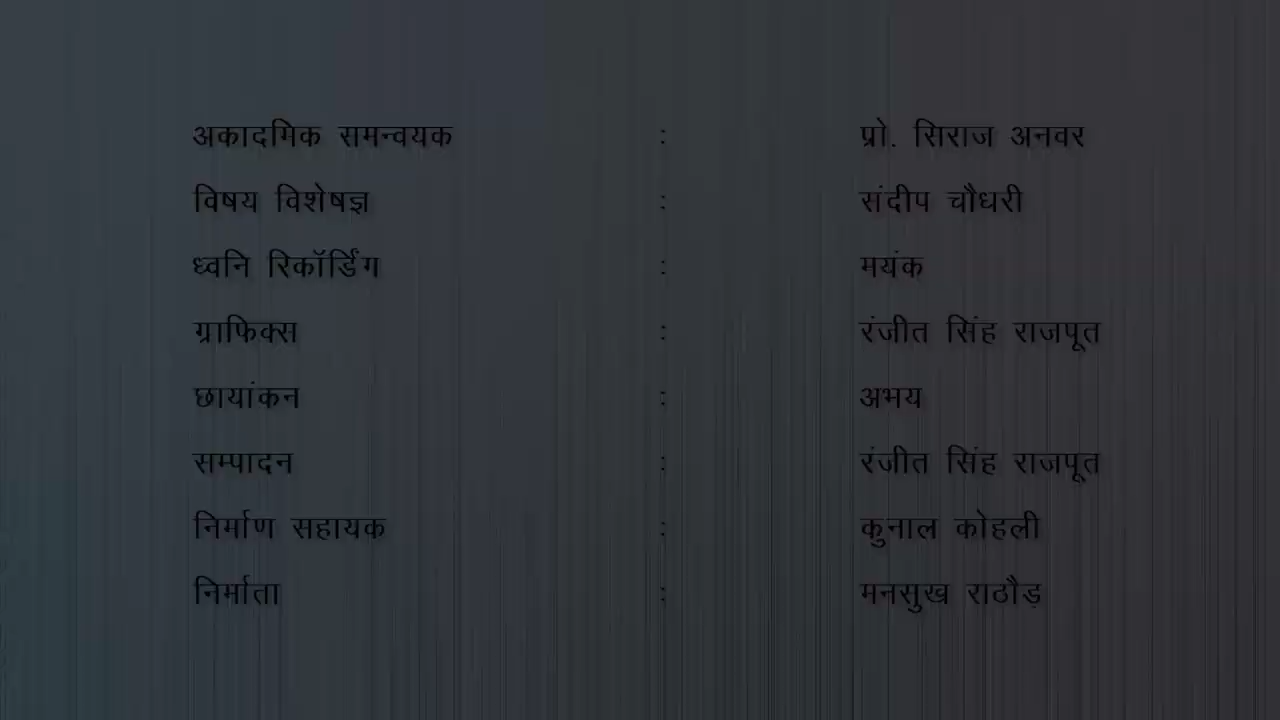 अकादमिक समन्वयक : प्रो. सिराज अनवर
विषय विशेषज्ञ : संदीप चौधरी
ध्वनि रिकॉर्डिंग : मयंक
ग्राफिक्स : रंजीत सिंह राजपूत
छायांकन : अभय
सम्पादन : रंजीत सिंह राजपूत
निर्माण सहायक : कुनाल कोहली
निर्माता : मनसुख राठौड़